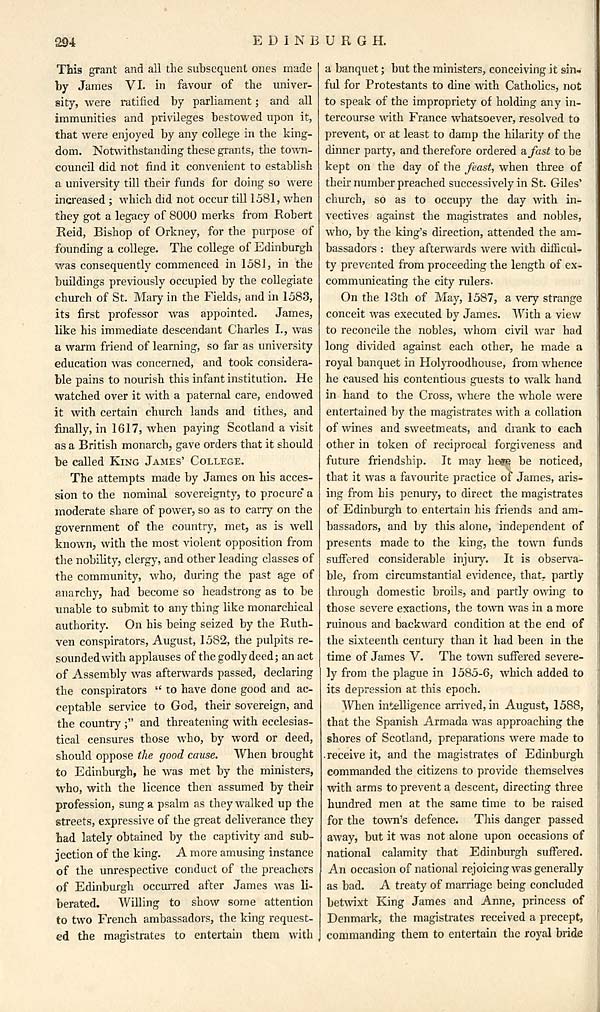 294
EDINBURGH.
This grant and all the subsequent ones made
by James VI. in favour of the univer-
sity, were ratified by parliament; and all
immunities and privileges bestowed upon it,
that were enjoyed by any college in the king-
dom. Notwithstanding these grants, the town-
council did not find it convenient to establish
a university till their funds for doing so were
increased; which did not occur till 1581, when
they got a legacy of 8000 merks from Robert
Reid, Bishop of Orkney, for the purpose of
founding a college. The college of Edinburgh
was consequently commenced in 1581, in the
buildings previously occupied by the collegiate
church of St. Mary in the Fields, and in 1583,
its first professor was appointed. James,
like his immediate descendant Charles I., was
a warm friend of learning, so far as university
education was concerned, and took considera-
ble pains to nourish this infant institution. He
watched over it with a paternal care, endowed
it with certain church lands and tithes, and
finally, in 1617, when paying Scotland a visit
as a British monarch, gave orders that it should
be called KING JAMES' COLLEGE.
The attempts made by James on his acces-
sion to the nominal sovereignty, to procure a
moderate share of power, so as to carry on the
government of the country, met, as is well
known, with the most violent opposition from
the nobility, clergy, and other leading classes of
the community, who, during the past age of
anarchy, had become so headstrong as to be
unable to submit to any thing like monarchical
authority. On his being seized by the Ruth-
ven conspirators, August, 1582, the pulpits re-
sounded with applauses of the godly deed; an act
of Assembly was afterwards passed, declaring
the conspirators "to have done good and ac-
ceptable service to God, their sovereign, and
the country;" and threatening with ecclesias-
tical censures those who, by word or deed,
should oppose the good cause. When brought
to Edinburgh, he was met by the ministers,
who, with the licence then assumed by their
profession, sung a psalm as they walked up the
streets, expressive of the great deliverance they
had lately obtained by the captivity and sub-
jection of the king. A more amusing instance
of the unrespective conduct of the preachers
of Edinburgh occurred after James was li-
berated. Willing to show some attention
to two French ambassadors, the king request-
ed the magistrates to entertain them with
a banquet; but the ministers, conceiving it sin-
ful for Protestants to dine with Catholics, not
to speak of the impropriety of holding any in-
tercourse with France whatsoever, resolved to
prevent, or at least to damp the hilarity of the
dinner party, and therefore ordered a fast to be
kept on the day of the feast, when three of
their number preached successively in St. Giles'
church, so as to occupy the day with in-
vectives against the magistrates and nobles,
who, by the king's direction, attended the am-
bassadors: they afterwards were with difficul-
ty prevented from proceeding the length of ex-
communicating the city rulers.
On the 13th of May, 1587, a very strange
conceit was executed by James. With a view
to reconcile the nobles, whom civil war had
long divided against each other, he made a
royal banquet in Holyroodhouse, from whence
he caused his contentious guests to walk hand
in hand to the Cross, where the whole were
entertained by the magistrates with a collation
of wines and sweetmeats, and drank to each
other in token of reciprocal forgiveness and
future friendship. It may here be noticed,
that it was a favourite practice of James, aris-
ing from his penury, to direct the magistrates
of Edinburgh to entertain his friends and am-
bassadors, and by this alone, independent of
presents made to the king, the town funds
suffered considerable injury. It is observa-
ble, from circumstantial evidence, that, partly
through domestic broils, and partly owing to
those severe exactions, the town was in a more
ruinous and backward condition at the end of
the sixteenth century than it had been in the
time of James V. The town suffered severe-
ly from the plague in 1585-6, which added to
its depression at this epoch.
When intelligence arrived, in August, 1588,
that the Spanish Armada was approaching the
shores of Scotland, preparations were made to
receive it, and the magistrates of Edinburgh
commanded the citizens to provide themselves
with arms to prevent a descent, directing three
hundred men at the same time to be raised
for the town's defence. This danger passed
away, but it was not alone upon occasions of
national calamity that Edinburgh suffered.
An occasion of national rejoicing was generally
as bad. A treaty of marriage being concluded
betwixt King James and Anne, princess of
Denmark, the magistrates received a precept,
commanding them to entertain the royal bride